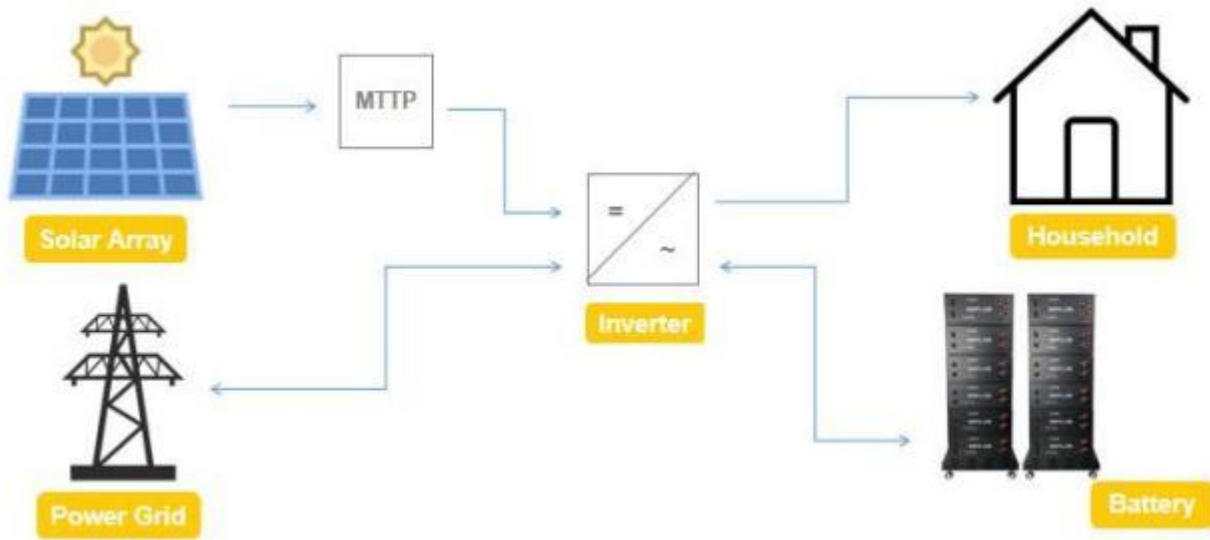 MTTP
=
~
Solar Array
Household
Inverter
Power Grid
Battery